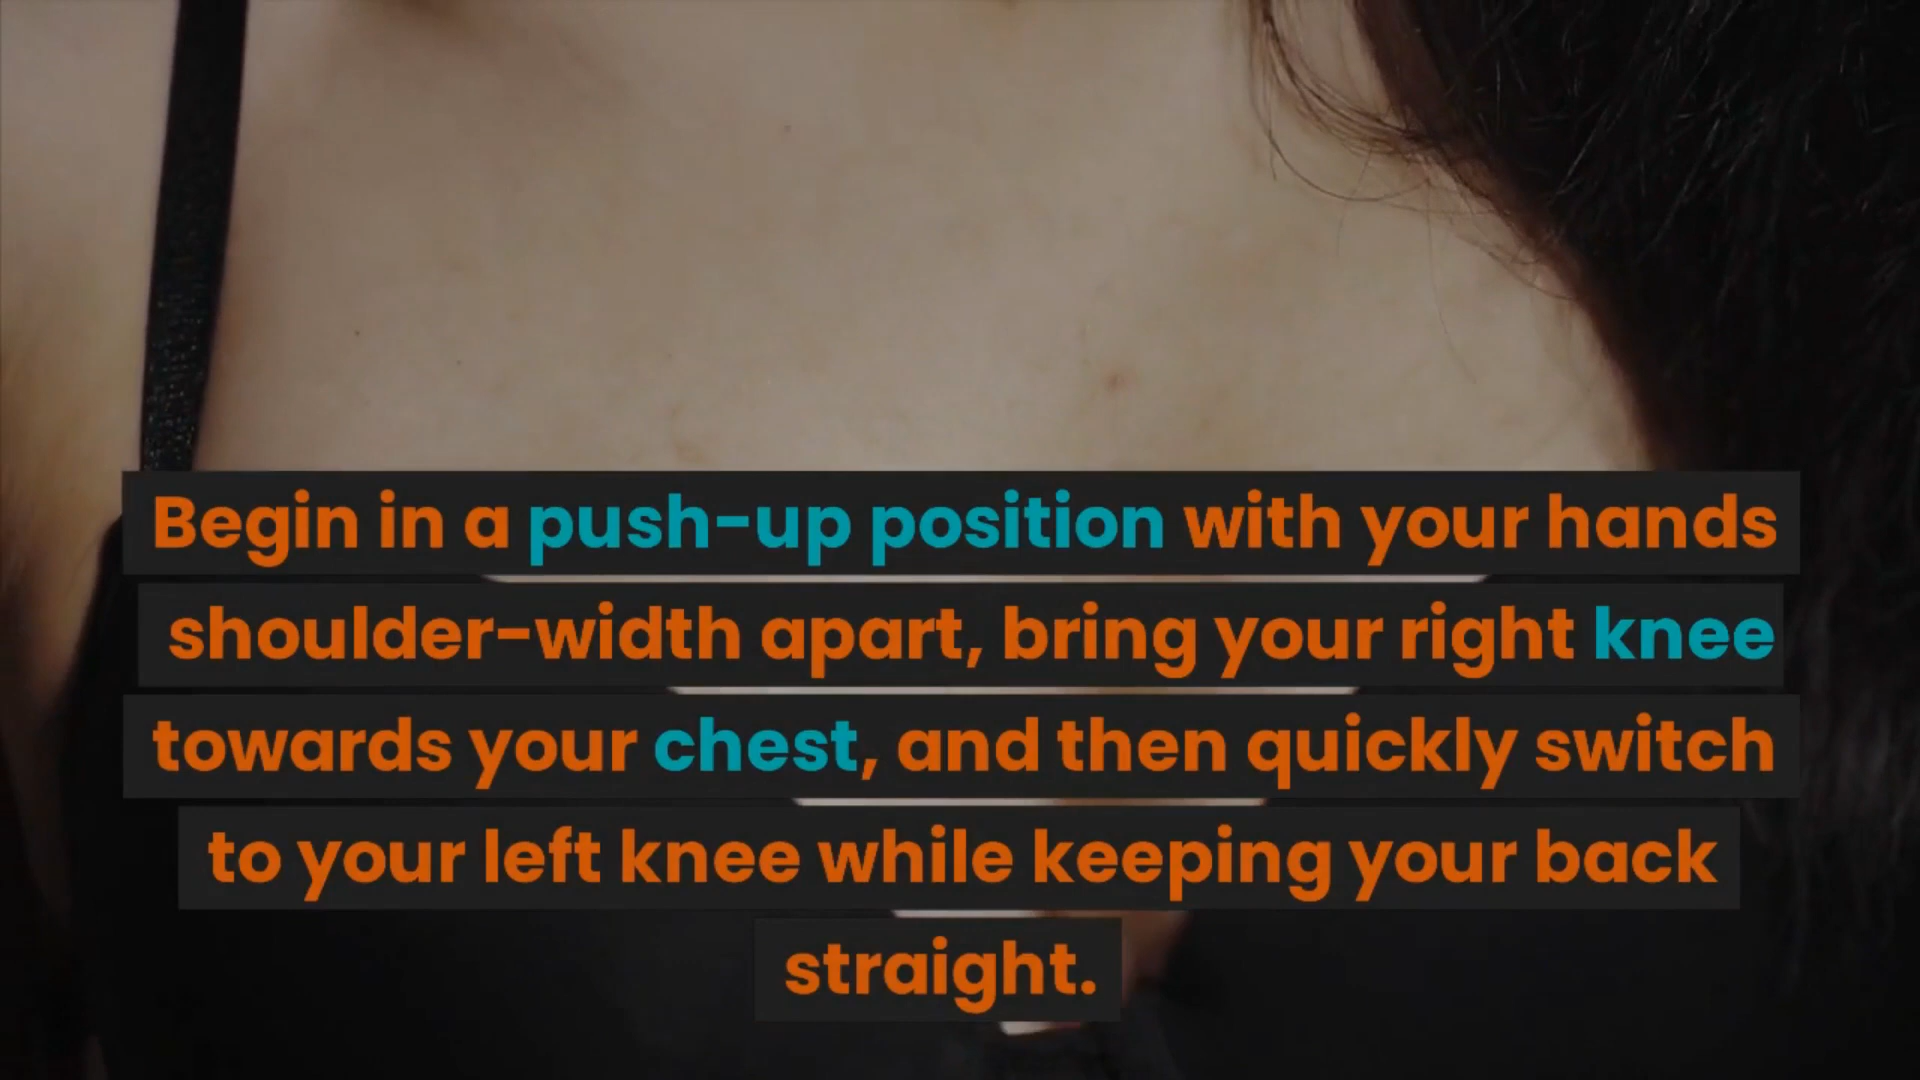 Begin in a push-up position with your hands
shoulder-width apart, bring your right knee
towards your chest, and then quickly switch
to your left knee while keeping your back
straight.